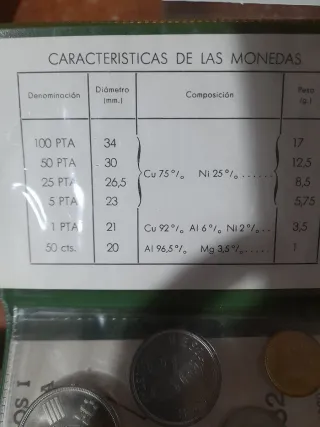 CARACTERISTICAS DE LAS MONEDAS
Denominación Diámetro (mm.) Composición Peso (g.)
100 PTA 34 17
50 PTA 30 12,5
Cu 75 % Ni 25 % ......
25 PTA 26,5 8,5
5 PTA 23 5,75
1 PTA 21 Cu 92 % Al 6 % Ni 2 % .. 3,5
50 cts. 20 Al 96,5 % Mg 3,5 % ...... 1
OS I
A
82